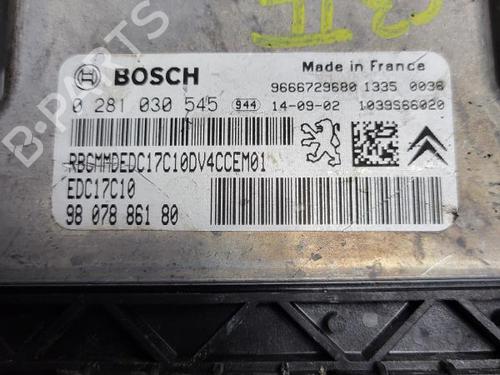 BOSCH
Made in France
9666729680 1335 0036
0 281 030 545 944 14-09-02 1039S66020
RBGMMDEDC17C10DV4CCEM01
EDC17C10
98 078 861 80
B-PARTS